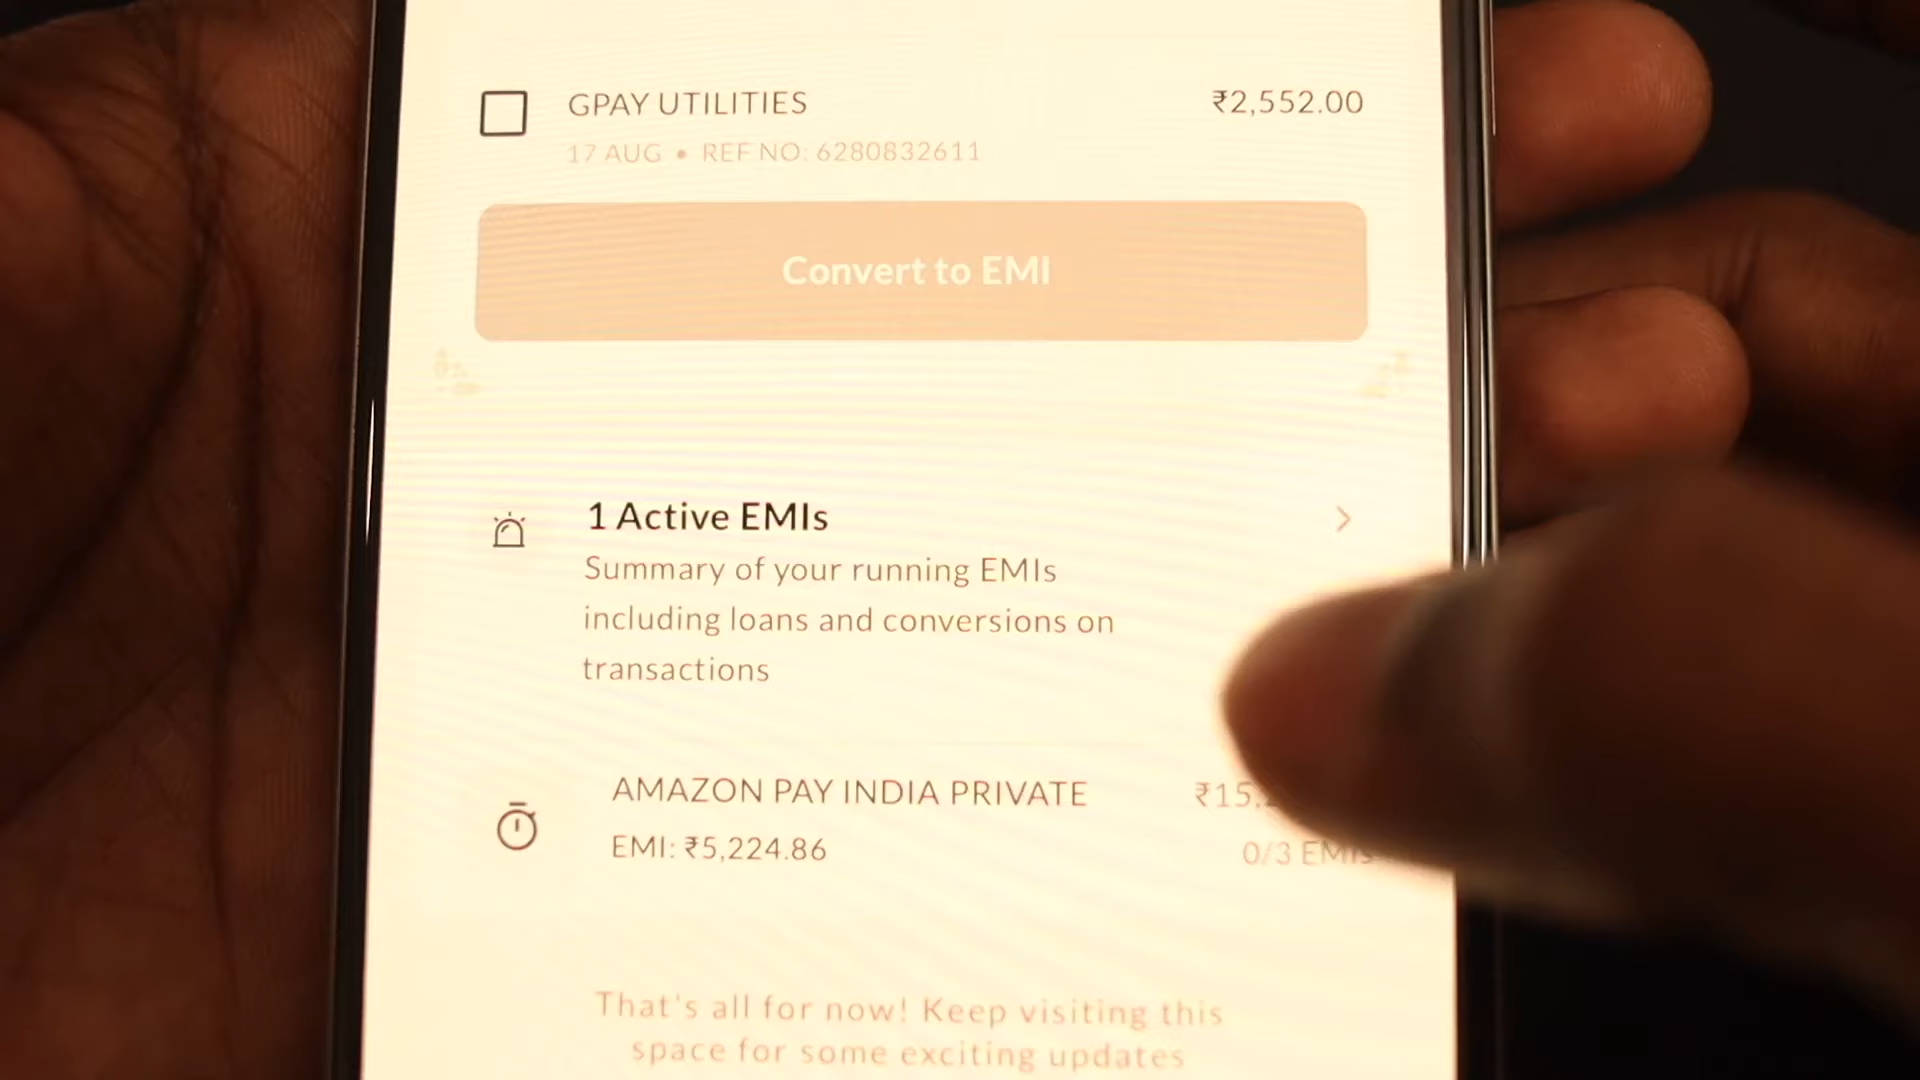 GPAY UTILITIES ₹2,552.00
17 AUG • REF NO: 6280832611
Convert to EMI
1 Active EMIs
Summary of your running EMIs
including loans and conversions on
transactions
AMAZON PAY INDIA PRIVATE
EMI: ₹5,224.86 0/3 EMIs
That's all for now! Keep visiting this
space for some exciting updates